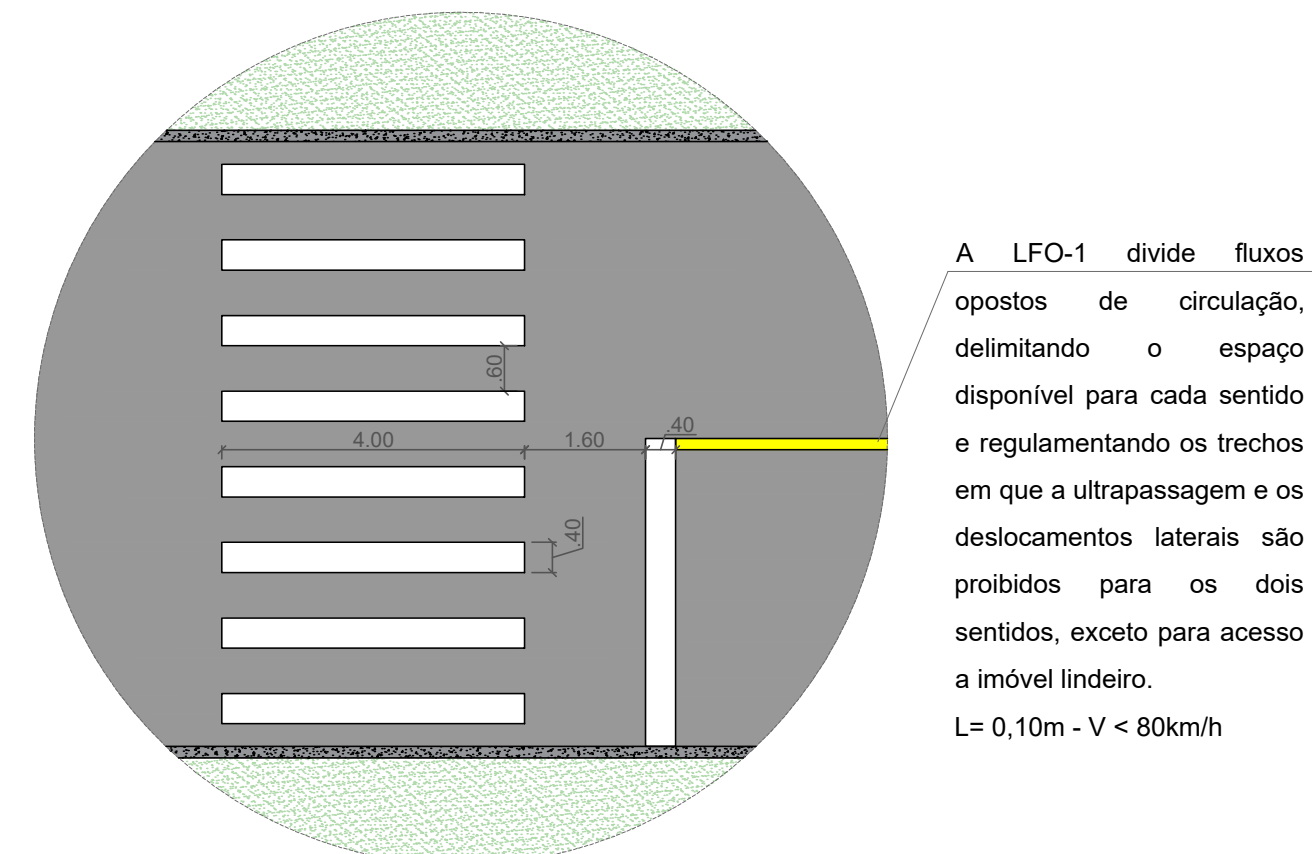 .60
4.00
1.60
.40
.40
A LFO-1 divide fluxos
opostos de circulação,
delimitando o espaço
disponível para cada sentido
e regulamentando os trechos
em que a ultrapassagem e os
deslocamentos laterais são
proibidos para os dois
sentidos, exceto para acesso
a imóvel lindeiro.
L= 0,10m - V < 80km/h